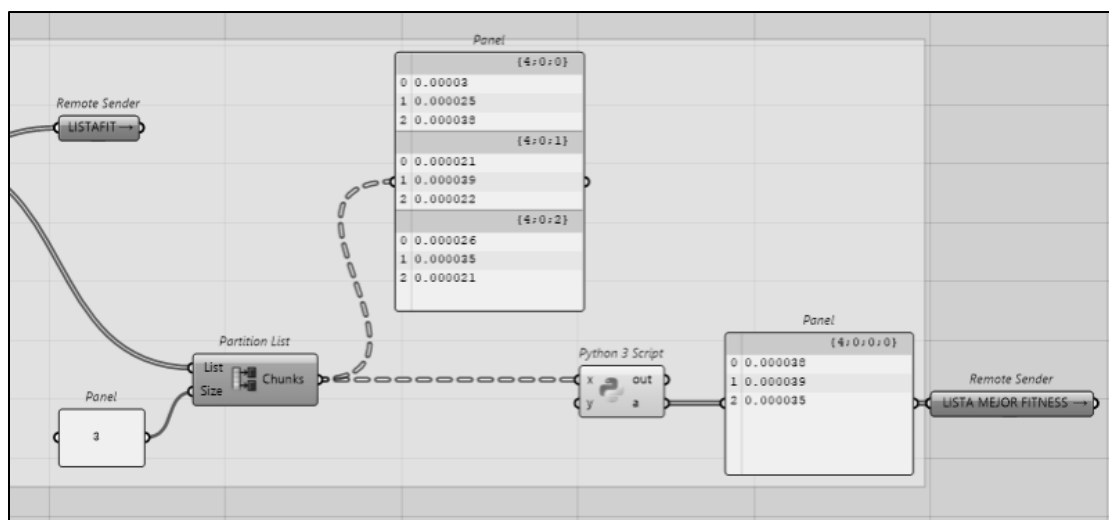 Panel
{4;0;0}
0 0.00003
1 0.000025
2 0.000038
{4;0;1}
0 0.000021
1 0.000039
2 0.000022
{4;0;2}
0 0.000026
1 0.000035
2 0.000021
Remote Sender
LISTAFIT →
Partition List
List
Size
Chunks
Panel
3
Python 3 Script
x out
y a
Panel
{4;0;0;0}
0 0.000038
1 0.000039
2 0.000035
Remote Sender
LISTA MEJOR FITNESS →